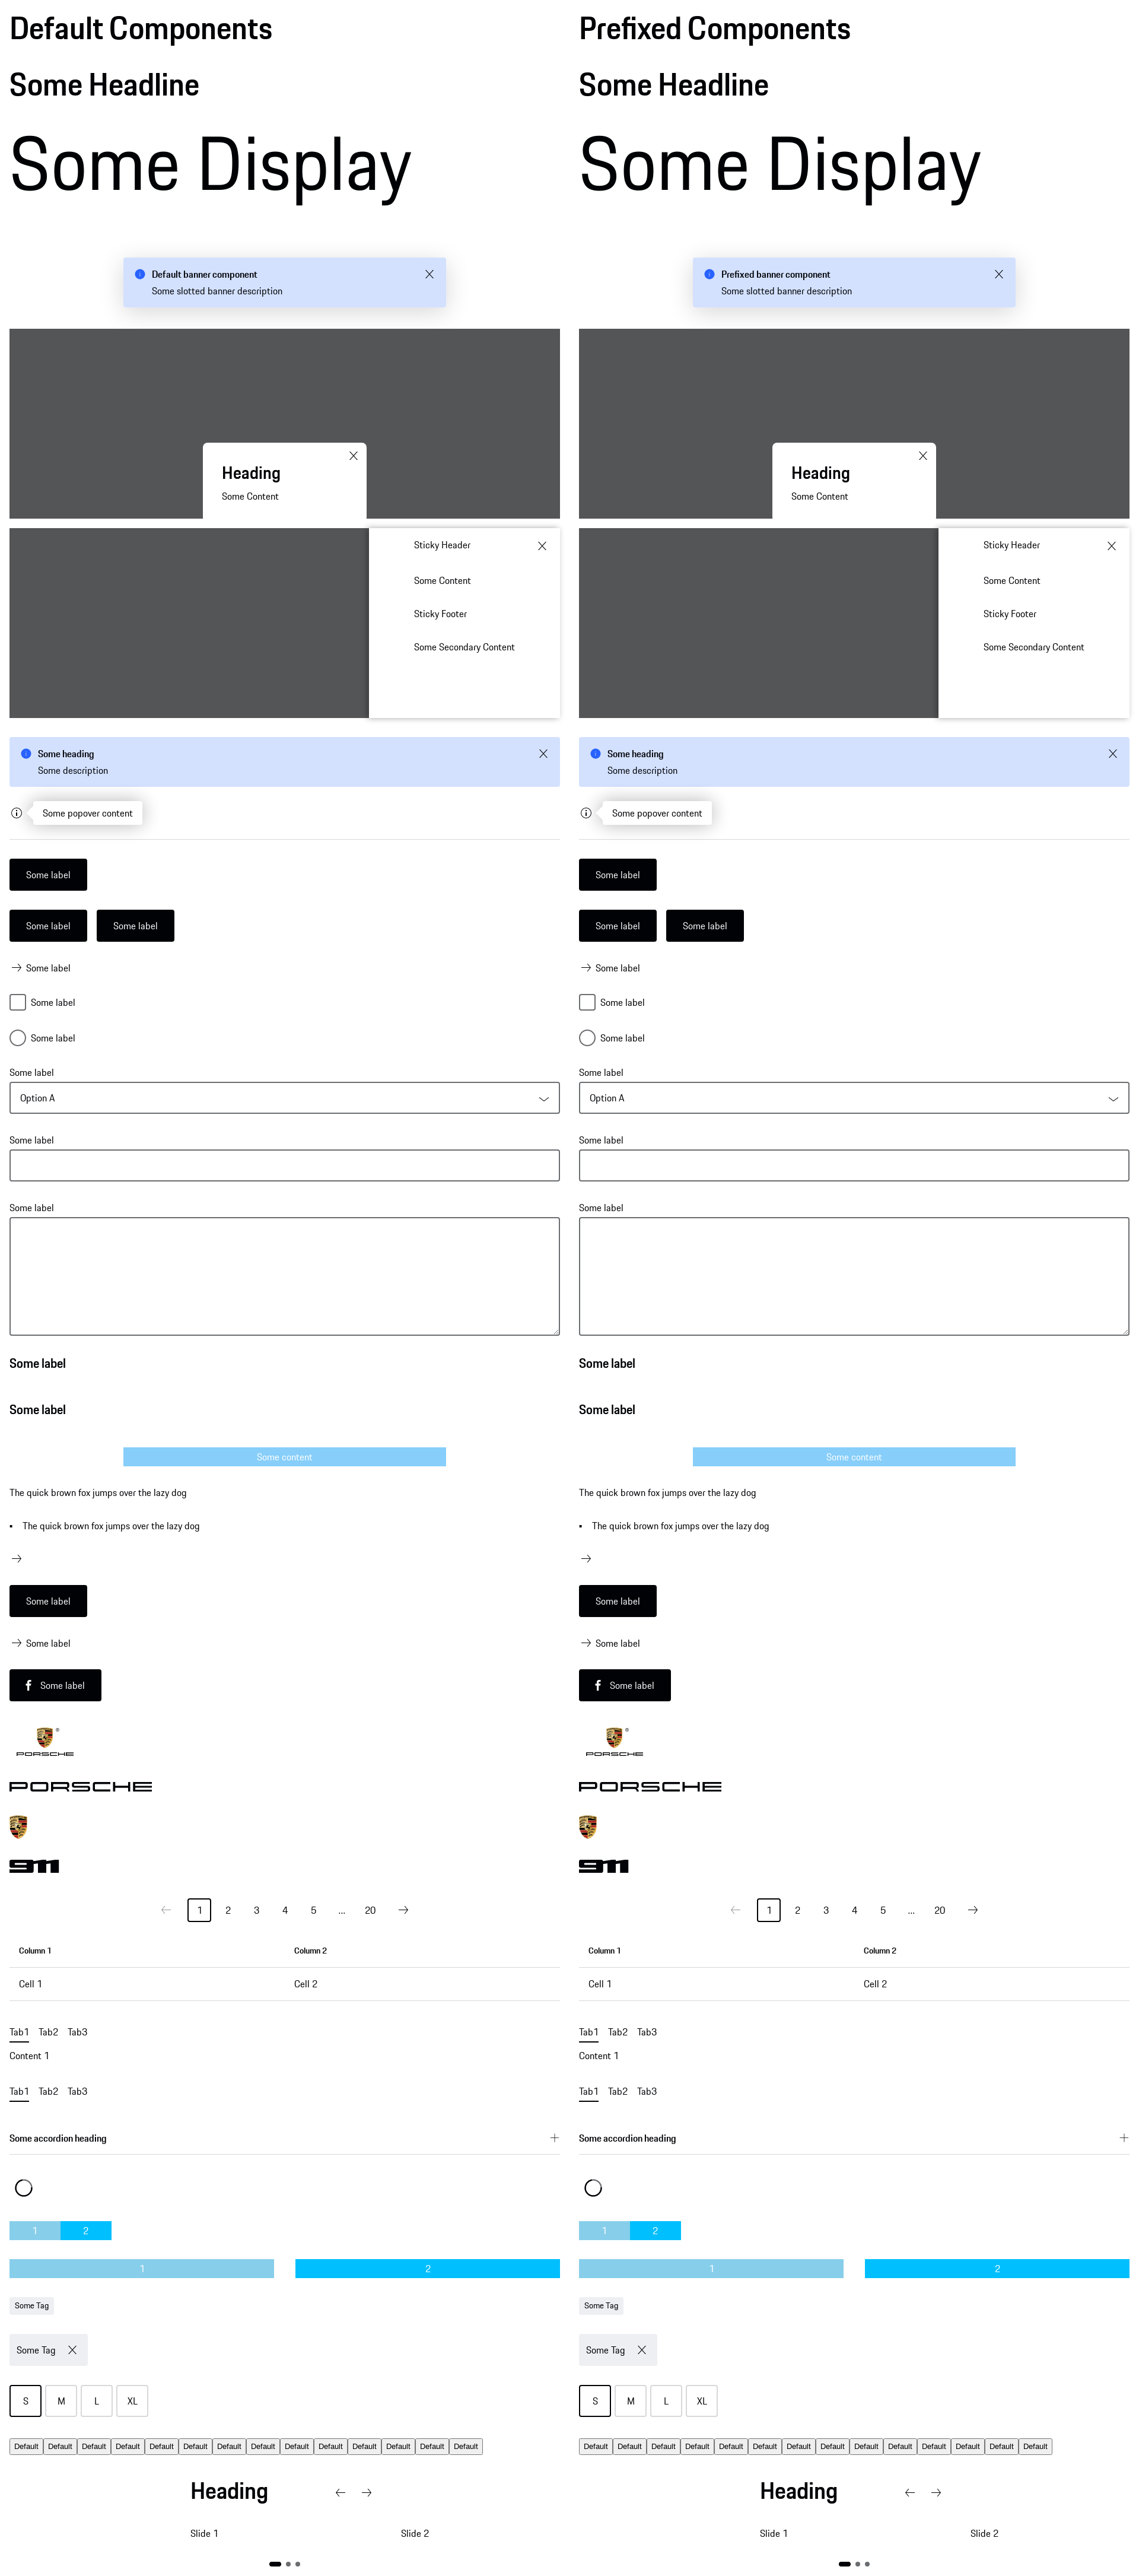 Default Components
Some Headline
Some Display
Default banner component
Some slotted banner description
Heading
Some Content
Sticky Header
Some Content
Sticky Footer
Some Secondary Content
Some heading
Some description
Some popover content
Some label
Some label Some label
Some label
Some label
Some label
Some label
Option A
Some label
Some label
Some label
Some label
Some content
The quick brown fox jumps over the lazy dog
• The quick brown fox jumps over the lazy dog
Some label
Some label
Some label
PORSCHE
PORSCHE
911
1 2 3 4 5 ... 20
Column 1 Column 2
Cell 1 Cell 2
Tab1 Tab2 Tab3
Content 1
Tab1 Tab2 Tab3
Some accordion heading
1 2
1 2
Some Tag
Some Tag
S M L XL
Default Default Default Default Default Default Default Default Default Default Default Default Default Default
Heading
Slide 1 Slide 2
Prefixed Components
Some Headline
Some Display
Prefixed banner component
Some slotted banner description
Heading
Some Content
Sticky Header
Some Content
Sticky Footer
Some Secondary Content
Some heading
Some description
Some popover content
Some label
Some label Some label
Some label
Some label
Some label
Some label
Option A
Some label
Some label
Some label
Some label
Some content
The quick brown fox jumps over the lazy dog
• The quick brown fox jumps over the lazy dog
Some label
Some label
Some label
PORSCHE
PORSCHE
911
1 2 3 4 5 ... 20
Column 1 Column 2
Cell 1 Cell 2
Tab1 Tab2 Tab3
Content 1
Tab1 Tab2 Tab3
Some accordion heading
1 2
1 2
Some Tag
Some Tag
S M L XL
Default Default Default Default Default Default Default Default Default Default Default Default Default Default
Heading
Slide 1 Slide 2